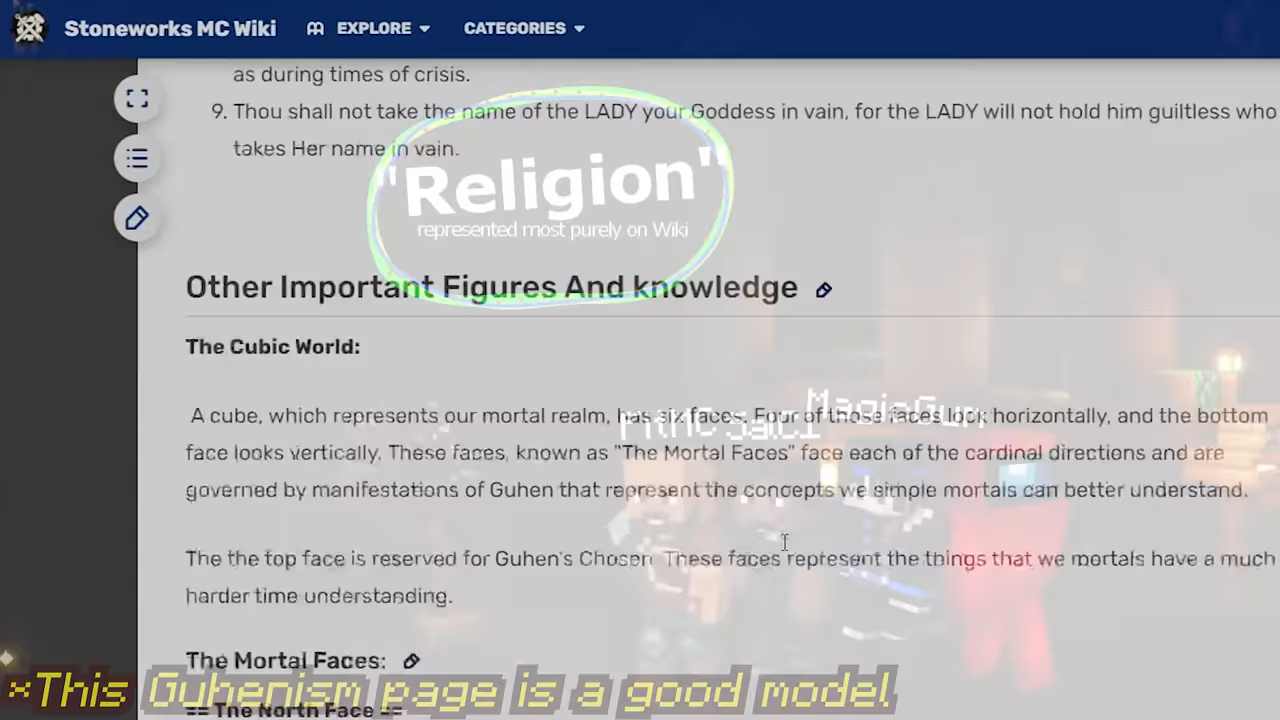 Stoneworks MC Wiki EXPLORE CATEGORIES
as during times of crisis.
9. Thou shall not take the name of the LADY your Goddess in vain, for the LADY will not hold him guiltless who
takes Her name in vain.
"Religion"
represented most purely on Wiki
Other Important Figures And knowledge
The Cubic World:
A cube, which represents our mortal realm, has six faces. Four of those faces look horizontally, and the bottom
MagicGum
face looks vertically. These faces, known as "The Mortal Faces" face each of the cardinal directions and are
governed by manifestations of Guhen that represent the concepts we simple mortals can better understand.
The the top face is reserved for Guhen's Chosen. These faces represent the things that we mortals have a much
harder time understanding.
The Mortal Faces:
*This Guhenism page is a good model.
== The North Face ==